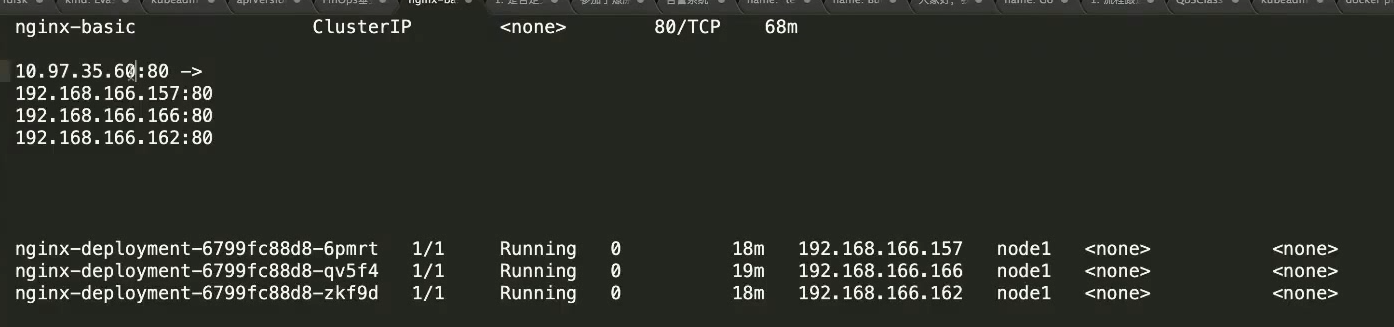 nginx-ba
nginx-basic ClusterIP <none> 80/TCP 68m
10.97.35.60:80 ->
192.168.166.157:80
192.168.166.166:80
192.168.166.162:80
nginx-deployment-6799fc88d8-6pmrt 1/1 Running 0 18m 192.168.166.157 node1 <none> <none>
nginx-deployment-6799fc88d8-qv5f4 1/1 Running 0 19m 192.168.166.166 node1 <none> <none>
nginx-deployment-6799fc88d8-zkf9d 1/1 Running 0 18m 192.168.166.162 node1 <none> <none>